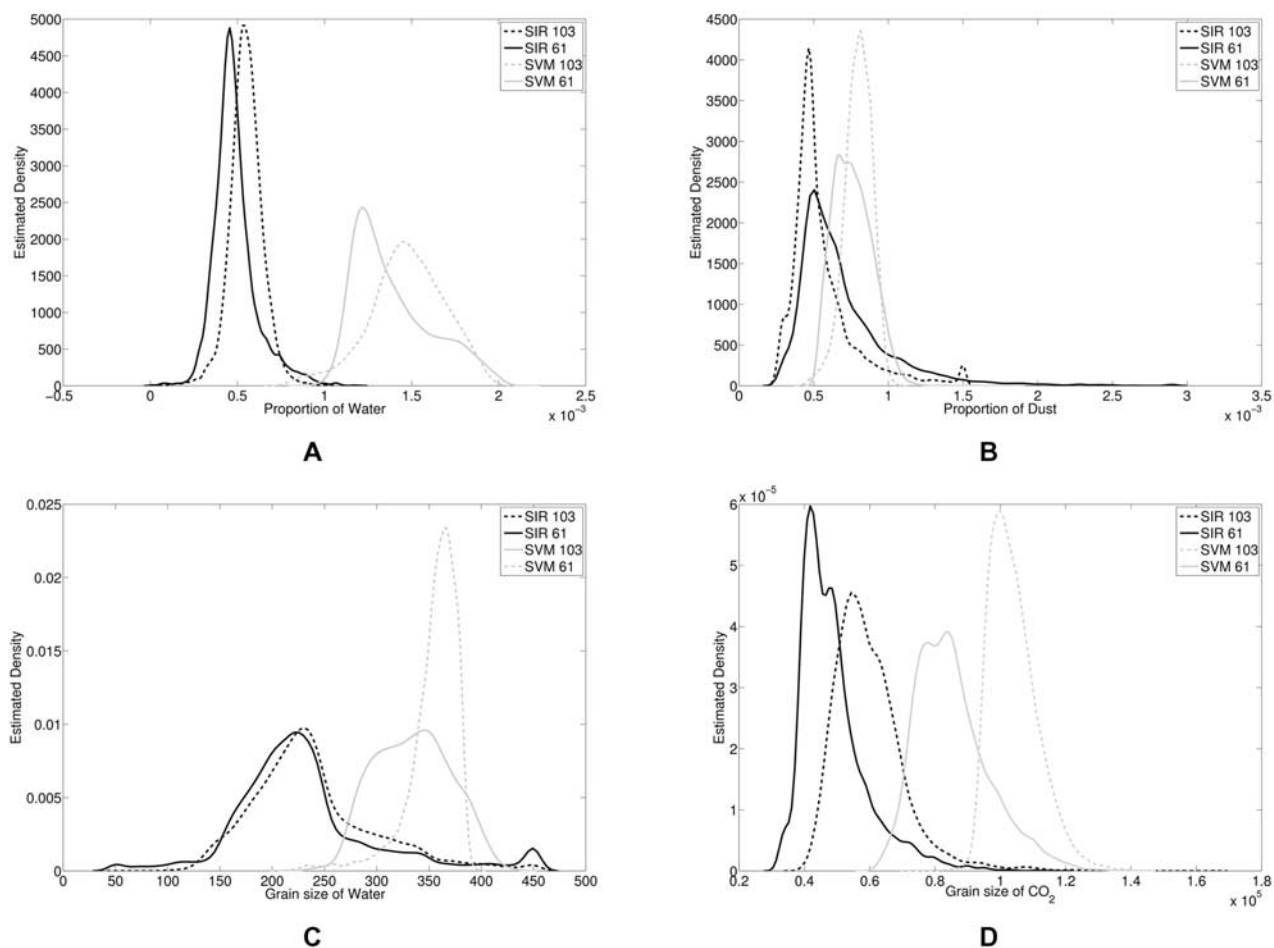 5000
4500
4000
3500
3000
2500
2000
1500
1000
500
0
Estimated Density
−0.5 0 0.5 1 1.5 2 2.5
Proportion of Water
x 10⁻³
SIR 103
SIR 61
SVM 103
SVM 61
A
4500
4000
3500
3000
2500
2000
1500
1000
500
0
Estimated Density
0 0.5 1 1.5 2 2.5 3 3.5
Proportion of Dust
x 10⁻³
SIR 103
SIR 61
SVM 103
SVM 61
B
0.025
0.02
0.015
0.01
0.005
0
Estimated Density
0 50 100 150 200 250 300 350 400 450 500
Grain size of Water
SIR 103
SIR 61
SVM 103
SVM 61
C
x 10⁻⁵
6
5
4
3
2
1
0
Estimated Density
0.2 0.4 0.6 0.8 1 1.2 1.4 1.6 1.8
Grain size of CO₂
x 10⁵
SIR 103
SIR 61
SVM 103
SVM 61
D